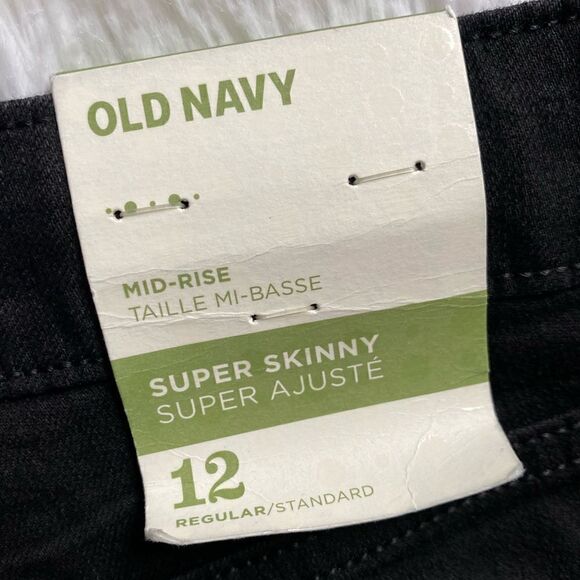 OLD NAVY
MID-RISE
TAILLE MI-BASSE
SUPER SKINNY
SUPER AJUSTÉ
12
REGULAR/STANDARD